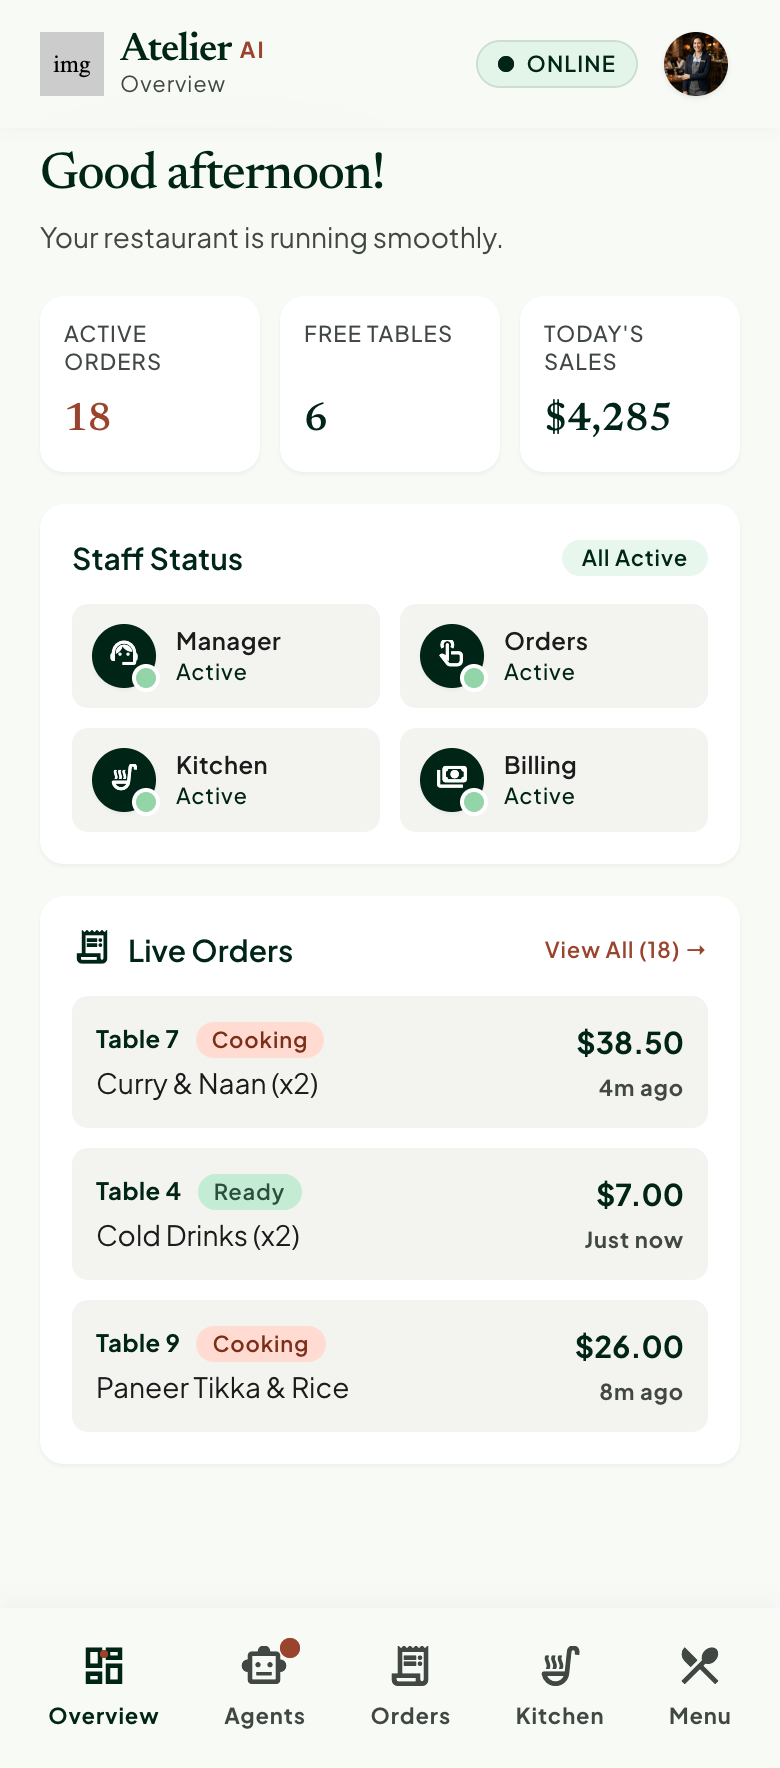 img
Atelier AI
Overview
ONLINE
Good afternoon!
Your restaurant is running smoothly.
ACTIVE
ORDERS
18
FREE TABLES
6
TODAY'S
SALES
$4,285
Staff Status
All Active
Manager
Active
Orders
Active
Kitchen
Active
Billing
Active
Live Orders
View All (18) →
Table 7 Cooking
$38.50
Curry & Naan (x2)
4m ago
Table 4 Ready
$7.00
Cold Drinks (x2)
Just now
Table 9 Cooking
$26.00
Paneer Tikka & Rice
8m ago
Overview
Agents
Orders
Kitchen
Menu